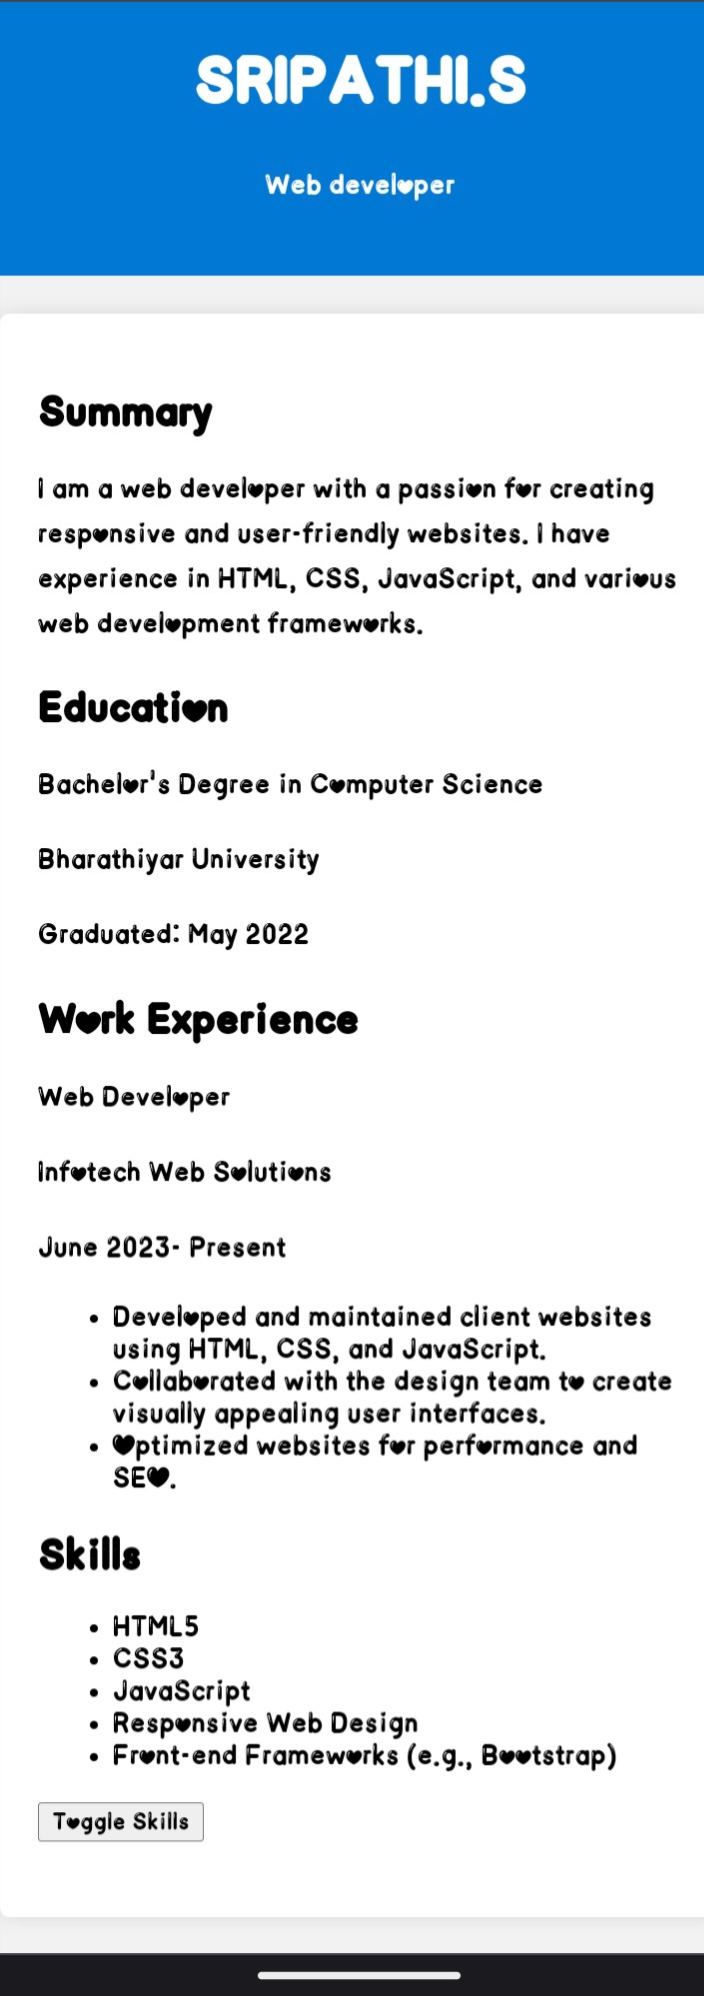 SRIPATHI.S
Web developer
Summary
I am a web developer with a passion for creating
responsive and user-friendly websites. I have
experience in HTML, CSS, JavaScript, and various
web development frameworks.
Education
Bachelor's Degree in Computer Science
Bharathiyar University
Graduated: May 2022
Work Experience
Web Developer
Infotech Web Solutions
June 2023- Present
• Developed and maintained client websites
using HTML, CSS, and JavaScript.
• Collaborated with the design team to create
visually appealing user interfaces.
• Optimized websites for performance and
SEO.
Skills
• HTML5
• CSS3
• JavaScript
• Responsive Web Design
• Front-end Frameworks (e.g., Bootstrap)
Toggle Skills